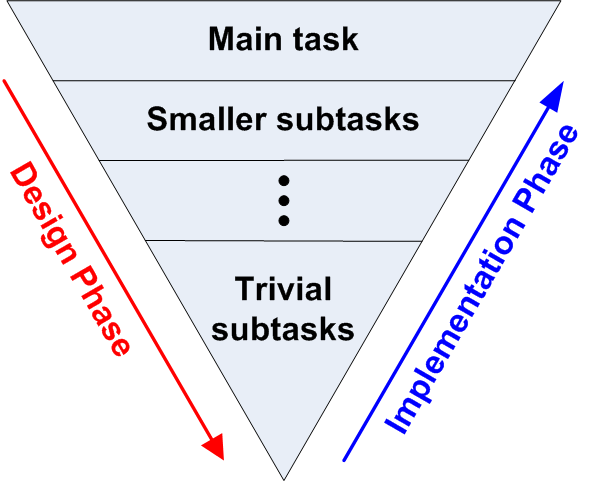 Main task
Smaller subtasks
Trivial
subtasks
Design Phase
Implementation Phase